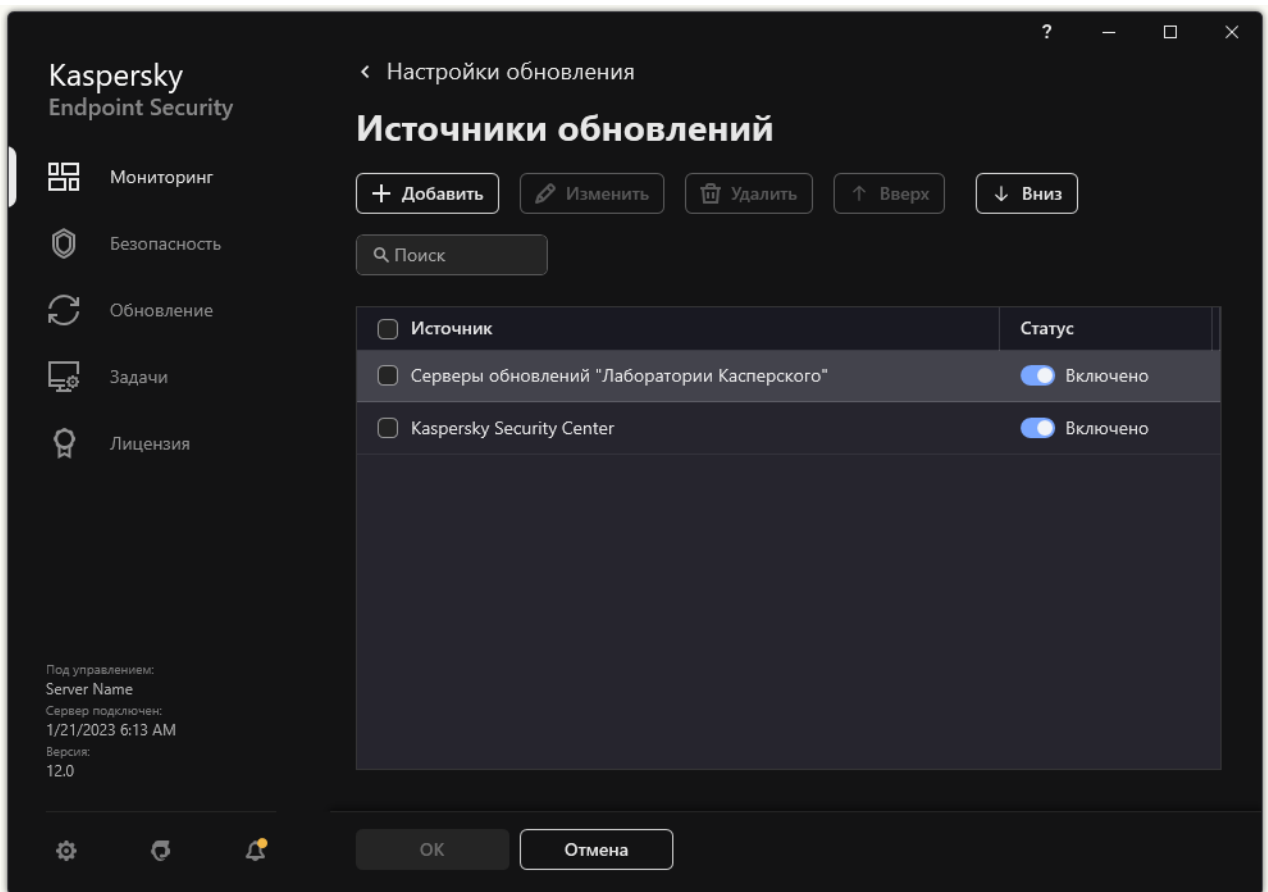 ?
Kaspersky
Endpoint Security
Мониторинг
Безопасность
Обновление
Задачи
Лицензия
Под управлением:
Server Name
Сервер подключен:
1/21/2023 6:13 AM
Версия:
12.0
Настройки обновления
Источники обновлений
Добавить Изменить Удалить Вверх Вниз
Поиск
Источник Статус
Серверы обновлений "Лаборатории Касперского" Включено
Kaspersky Security Center Включено
ОК Отмена